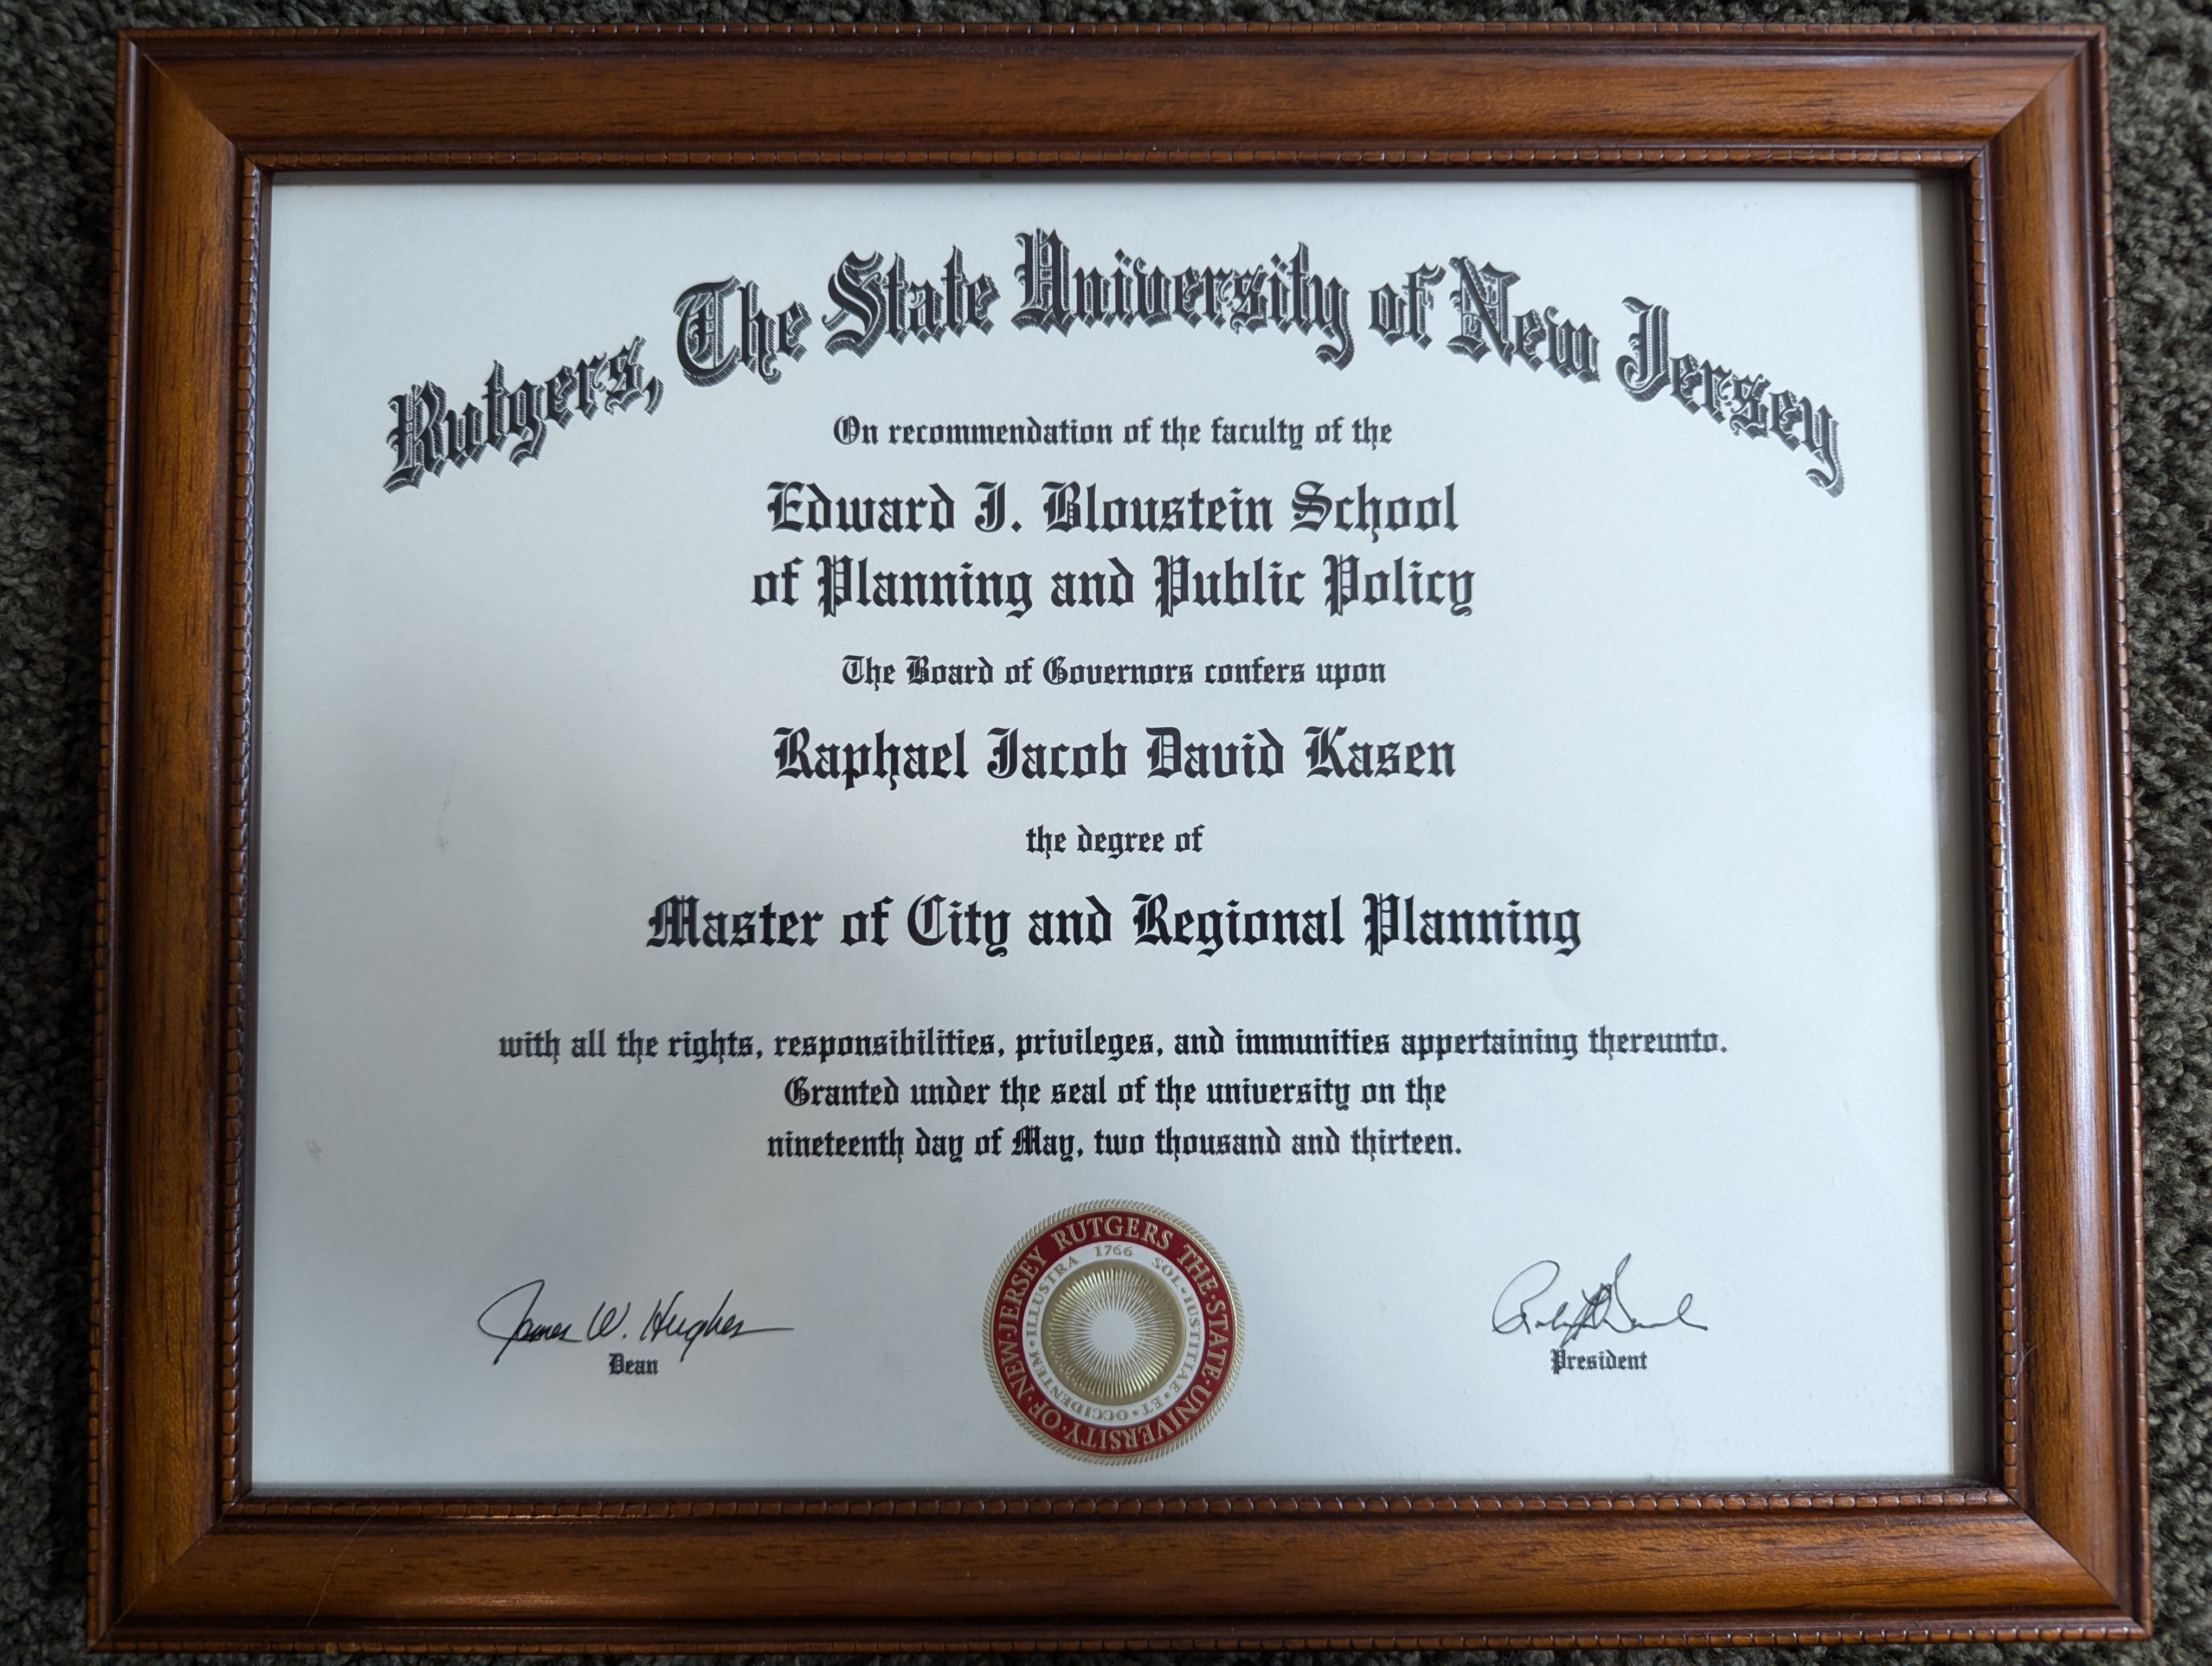 Rutgers, The State University of New Jersey
On recommendation of the faculty of the
Edward J. Bloustein School
of Planning and Public Policy
The Board of Governors confers upon
Raphael Jacob David Kasen
the degree of
Master of City and Regional Planning
with all the rights, responsibilities, privileges, and immunities appertaining thereunto.
Granted under the seal of the university on the
nineteenth day of May, two thousand and thirteen.
James W. Hughes
Dean
RUTGERS THE·STATE·UNIVERSITY·OF·NEW·JERSEY
1766
SOL·IUSTITIAE·ET·OCCIDENTEM·ILLUSTRA
President